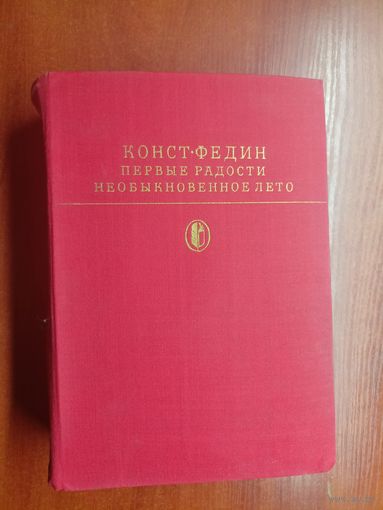 КОНСТ·ФЕДИН
ПЕРВЫЕ РАДОСТИ
НЕОБЫКНОВЕННОЕ ЛЕТО